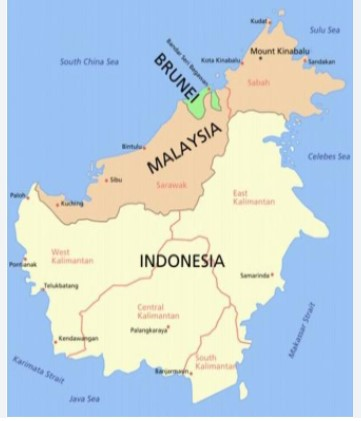 Kudat
Sulu Sea
Mount Kinabalu
Kota Kinabalu
Sandakan
South China Sea
Bandar Seri Begawan
BRUNEI
Sabah
MALAYSIA
Bintulu
Celebes Sea
Sibu
Sarawak
Paloh
Kuching
East
Kalimantan
West
Kalimantan
INDONESIA
Pontianak
Samarinda
Telukbatang
Central
Kalimantan
Palangkaraya
Makassar Strait
Kendawangan
South
Kalimantan
Karimata Strait
Banjarmasin
Java Sea